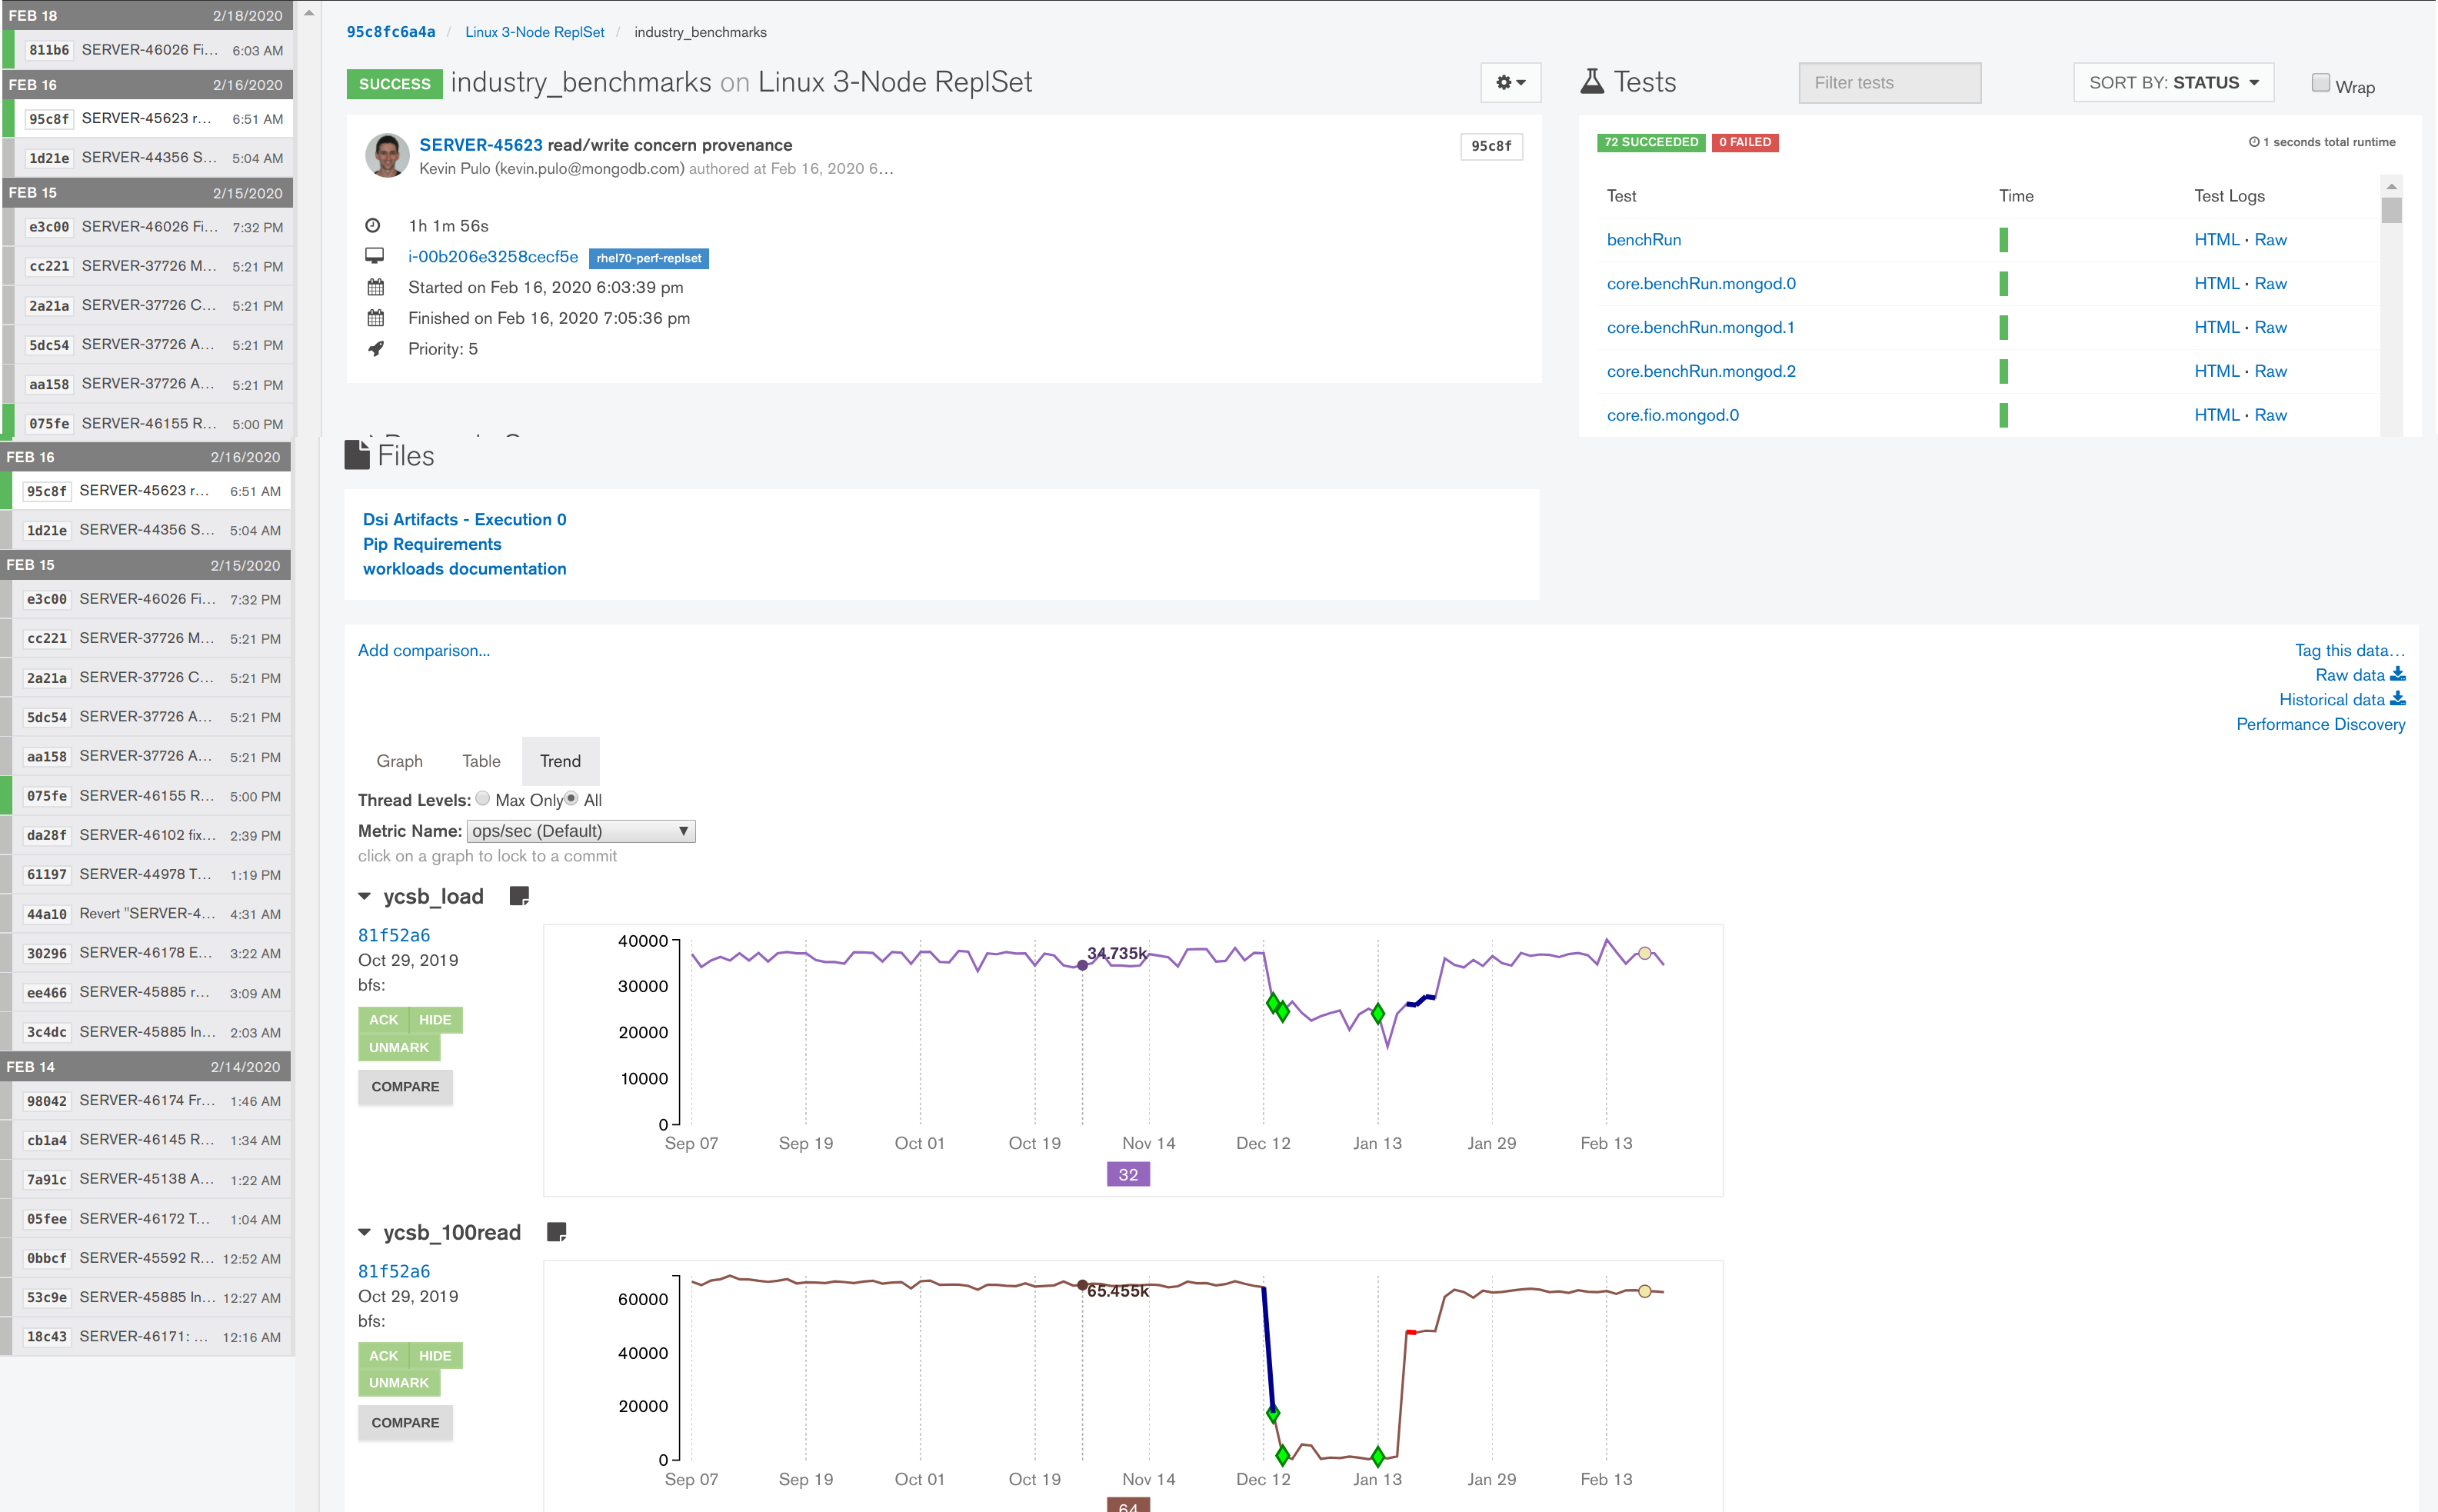 FEB 18 2/18/2020
811b6 SERVER-46026 Fi... 6:03 AM
FEB 16 2/16/2020
95c8f SERVER-45623 r... 6:51 AM
1d21e SERVER-44356 S... 5:04 AM
FEB 15 2/15/2020
e3c00 SERVER-46026 Fi... 7:32 PM
cc221 SERVER-37726 M... 5:21 PM
2a21a SERVER-37726 C... 5:21 PM
5dc54 SERVER-37726 A... 5:21 PM
aa158 SERVER-37726 A... 5:21 PM
075fe SERVER-46155 R... 5:00 PM
FEB 16 2/16/2020
95c8f SERVER-45623 r... 6:51 AM
1d21e SERVER-44356 S... 5:04 AM
FEB 15 2/15/2020
e3c00 SERVER-46026 Fi... 7:32 PM
cc221 SERVER-37726 M... 5:21 PM
2a21a SERVER-37726 C... 5:21 PM
5dc54 SERVER-37726 A... 5:21 PM
aa158 SERVER-37726 A... 5:21 PM
075fe SERVER-46155 R... 5:00 PM
da28f SERVER-46102 fix... 2:39 PM
61197 SERVER-44978 T... 1:19 PM
44a10 Revert "SERVER-4... 4:31 AM
30296 SERVER-46178 E... 3:22 AM
ee466 SERVER-45885 r... 3:09 AM
3c4dc SERVER-45885 In... 2:03 AM
FEB 14 2/14/2020
98042 SERVER-46174 Fr... 1:46 AM
cb1a4 SERVER-46145 R... 1:34 AM
7a91c SERVER-45138 A... 1:22 AM
05fee SERVER-46172 T... 1:04 AM
0bbcf SERVER-45592 R... 12:52 AM
53c9e SERVER-45885 In... 12:27 AM
18c43 SERVER-46171: ... 12:16 AM
95c8fc6a4a / Linux 3-Node ReplSet / industry_benchmarks
SUCCESS industry_benchmarks on Linux 3-Node ReplSet
SERVER-45623 read/write concern provenance 95c8f
Kevin Pulo (kevin.pulo@mongodb.com) authored at Feb 16, 2020 6...
1h 1m 56s
i-00b206e3258cecf5e rhel70-perf-replset
Started on Feb 16, 2020 6:03:39 pm
Finished on Feb 16, 2020 7:05:36 pm
Priority: 5
Tests Filter tests SORT BY: STATUS Wrap
72 SUCCEEDED 0 FAILED 1 seconds total runtime
Test Time Test Logs
benchRun HTML · Raw
core.benchRun.mongod.0 HTML · Raw
core.benchRun.mongod.1 HTML · Raw
core.benchRun.mongod.2 HTML · Raw
core.fio.mongod.0 HTML · Raw
Files
Dsi Artifacts - Execution 0
Pip Requirements
workloads documentation
Add comparison...
Tag this data...
Raw data
Historical data
Performance Discovery
Graph Table Trend
Thread Levels: Max Only All
Metric Name: ops/sec (Default)
click on a graph to lock to a commit
ycsb_load
81f52a6
Oct 29, 2019
bfs:
ACK HIDE
UNMARK
COMPARE
40000
30000
20000
10000
0
34.735k
Sep 07 Sep 19 Oct 01 Oct 19 Nov 14 Dec 12 Jan 13 Jan 29 Feb 13
32
ycsb_100read
81f52a6
Oct 29, 2019
bfs:
ACK HIDE
UNMARK
COMPARE
60000
40000
20000
0
65.455k
Sep 07 Sep 19 Oct 01 Oct 19 Nov 14 Dec 12 Jan 13 Jan 29 Feb 13
64